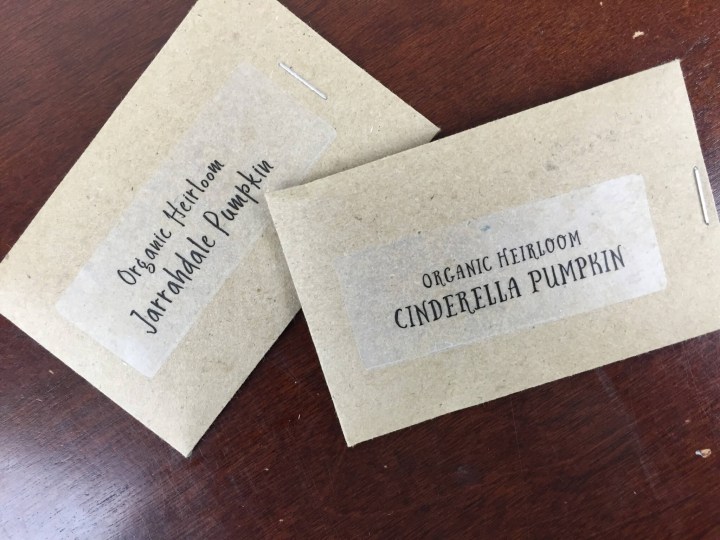 Organic Heirloom
Jarrahdale Pumpkin
ORGANIC HEIRLOOM
CINDERELLA PUMPKIN